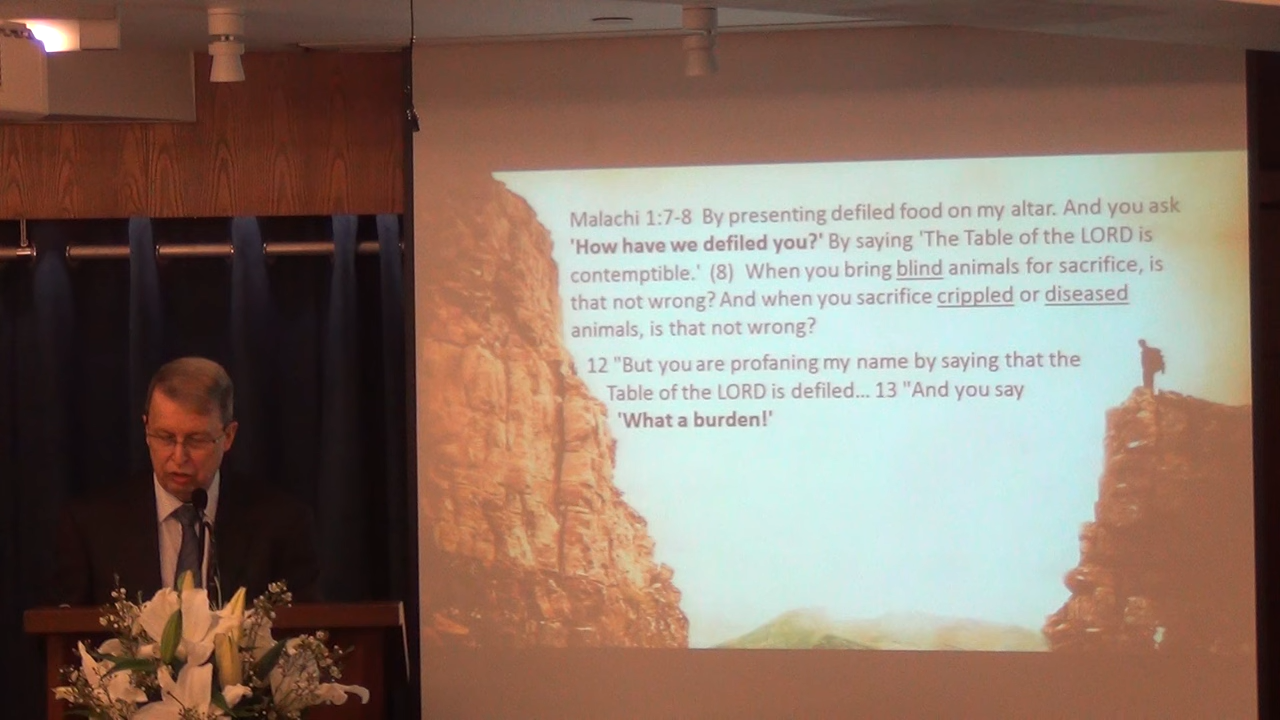 Malachi 1:7-8 By presenting defiled food on my altar. And you ask
'How have we defiled you?' By saying 'The Table of the LORD is
contemptible.' (8) When you bring blind animals for sacrifice, is
that not wrong? And when you sacrifice crippled or diseased
animals, is that not wrong?
12 "But you are profaning my name by saying that the
Table of the LORD is defiled... 13 "And you say
'What a burden!'